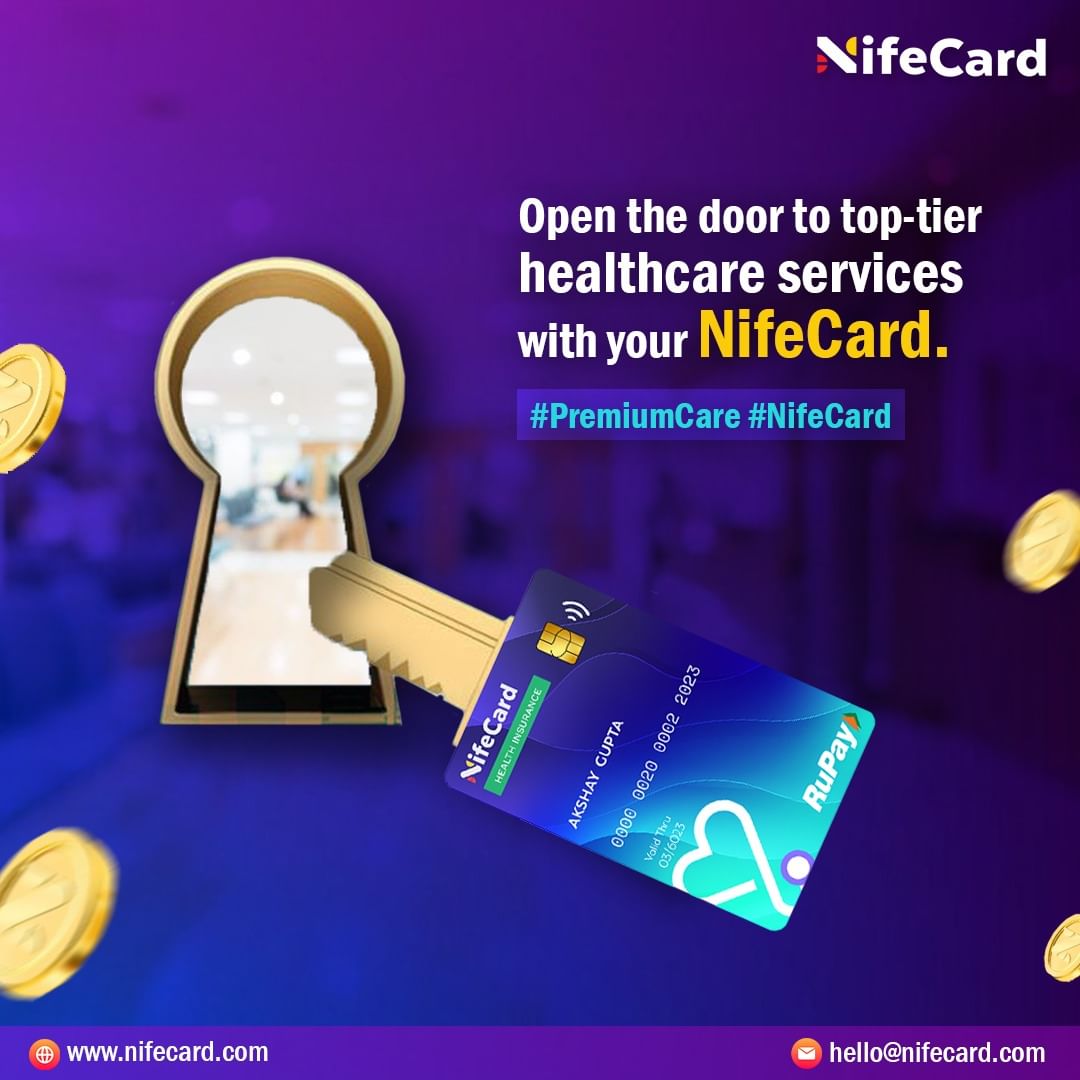 NifeCard
Open the door to top-tier
healthcare services
with your NifeCard.
#PremiumCare #NifeCard
NifeCard
HEALTH INSURANCE
AKSHAY GUPTA
0000 0020 0002 2023
Valid Thru
03/6023
RuPay
www.nifecard.com
hello@nifecard.com